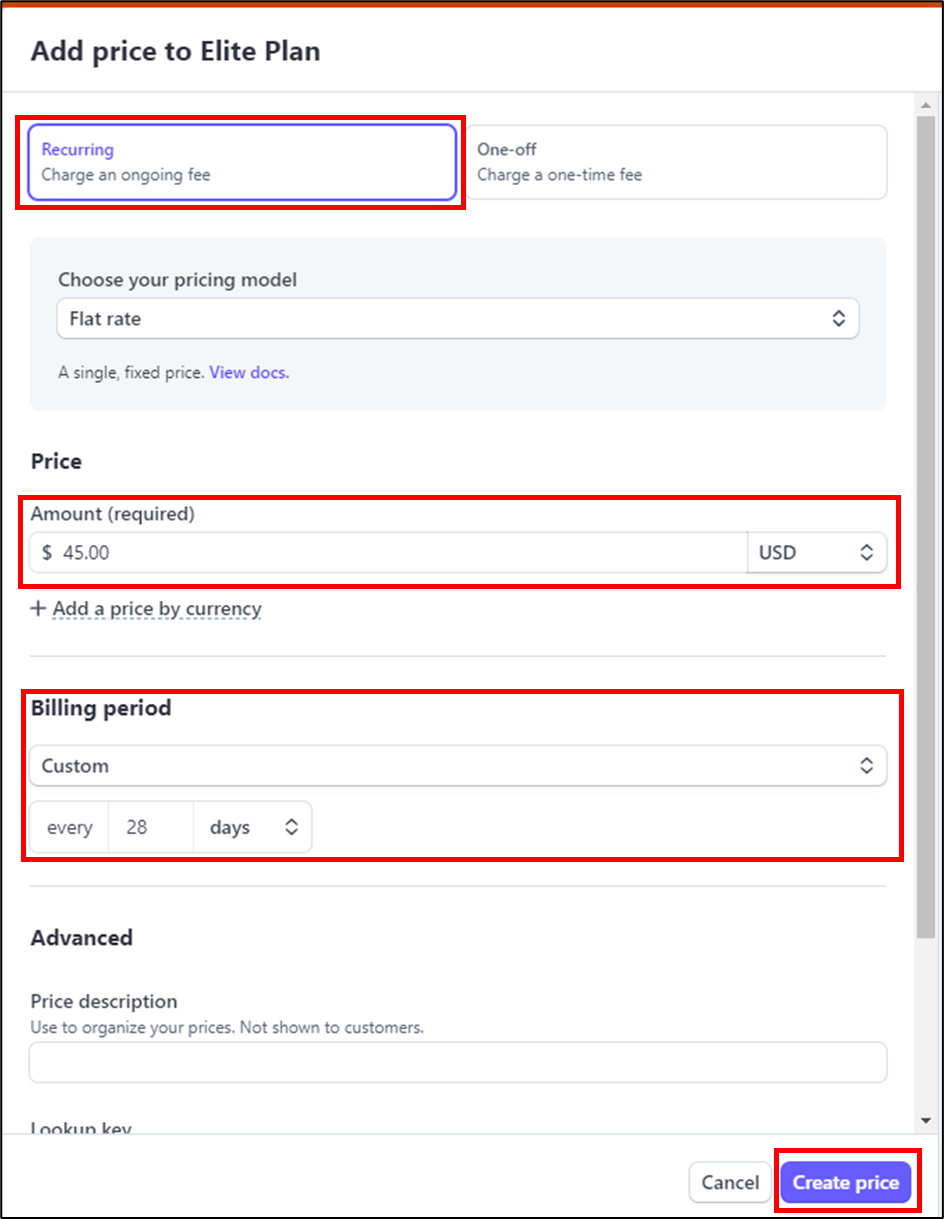 Add price to Elite Plan
Recurring
Charge an ongoing fee
One-off
Charge a one-time fee
Choose your pricing model
Flat rate
A single, fixed price. View docs.
Price
Amount (required)
$ 45.00 USD
+ Add a price by currency
Billing period
Custom
every 28 days
Advanced
Price description
Use to organize your prices. Not shown to customers.
Lookup key
Cancel Create price